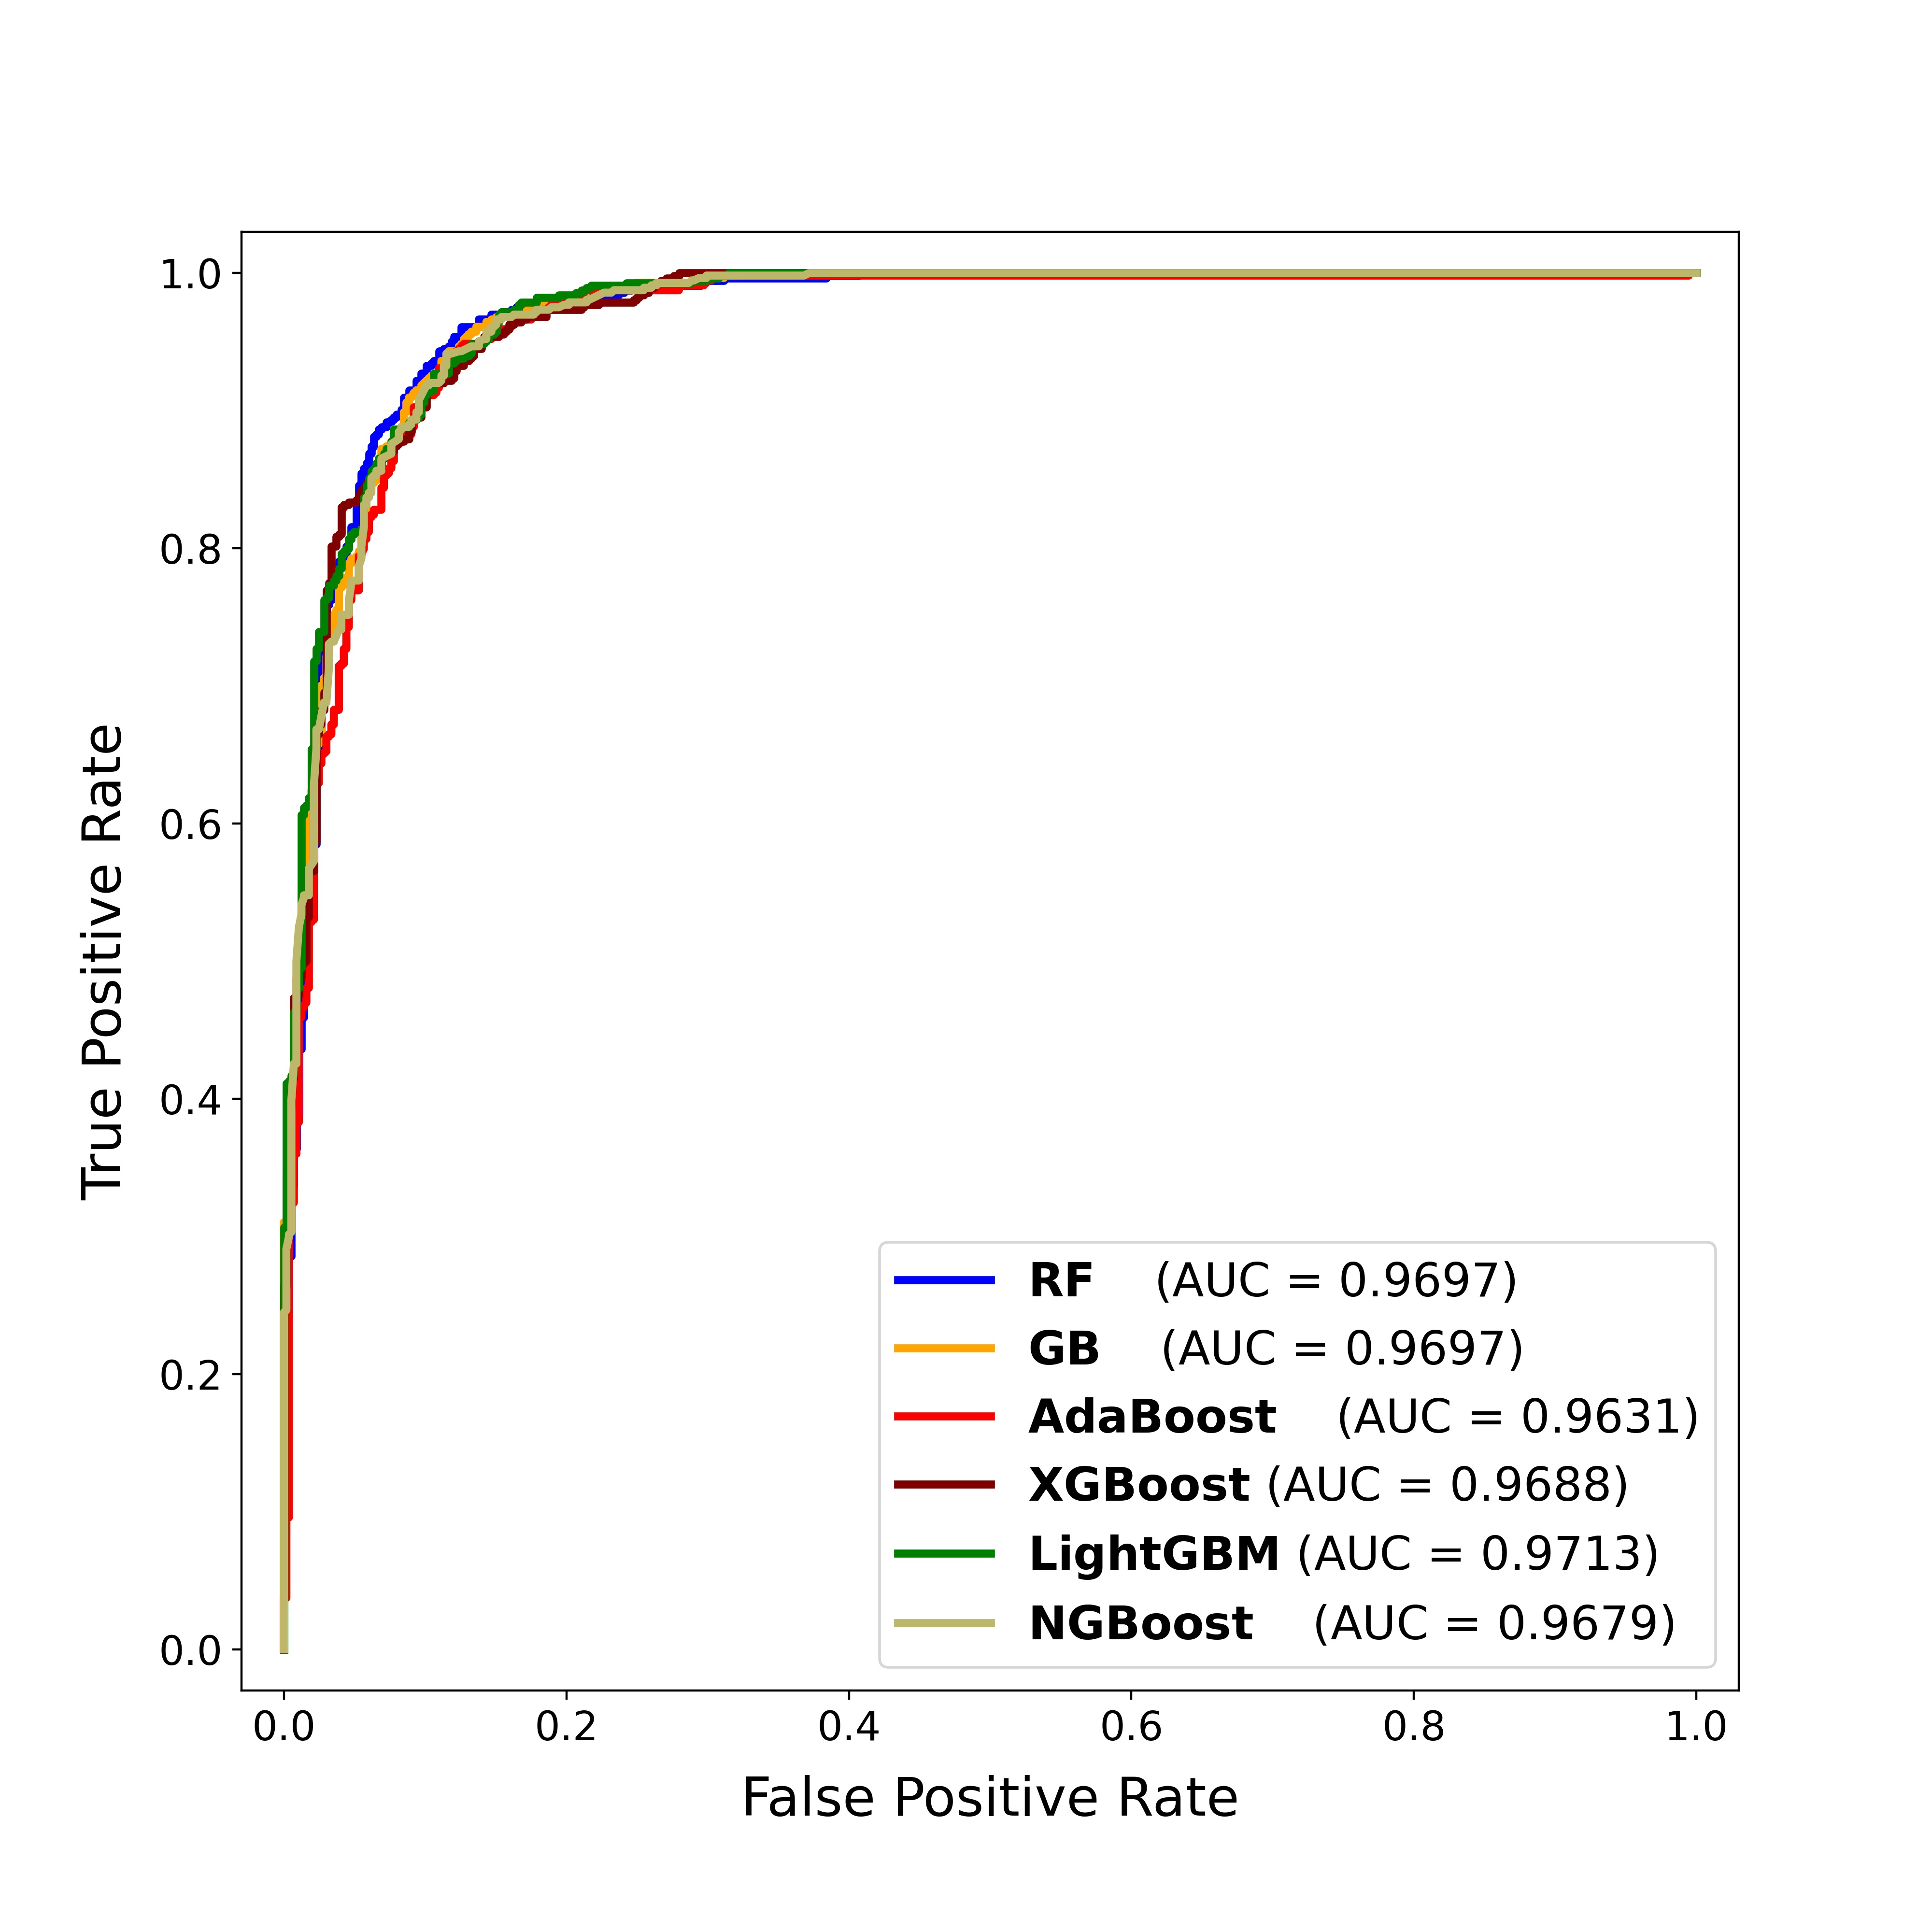 1.0
0.8
0.6
0.4
0.2
0.0
True Positive Rate
RF (AUC = 0.9697)
GB (AUC = 0.9697)
AdaBoost (AUC = 0.9631)
XGBoost (AUC = 0.9688)
LightGBM (AUC = 0.9713)
NGBoost (AUC = 0.9679)
0.0 0.2 0.4 0.6 0.8 1.0
False Positive Rate